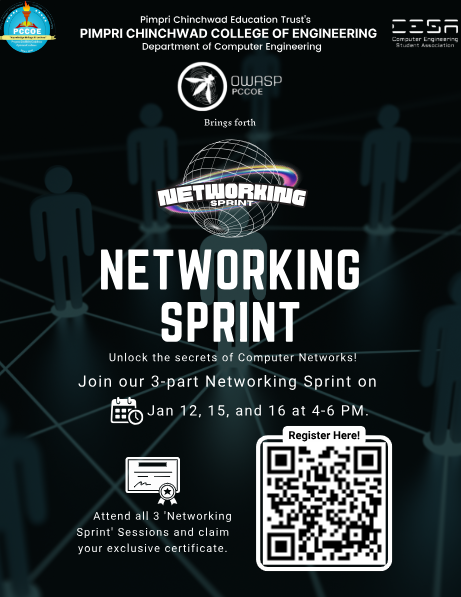 Pimpri Chinchwad Education Trust's
PIMPRI CHINCHWAD COLLEGE OF ENGINEERING
Department of Computer Engineering
PCCOE
CESA
Computer Engineering
Student Association
OWASP
PCCOE
Brings forth
NETWORKING
SPRINT
NETWORKING
SPRINT
Unlock the secrets of Computer Networks!
Join our 3-part Networking Sprint on
Jan 12, 15, and 16 at 4-6 PM.
Register Here!
Attend all 3 'Networking
Sprint' Sessions and claim
your exclusive certificate.